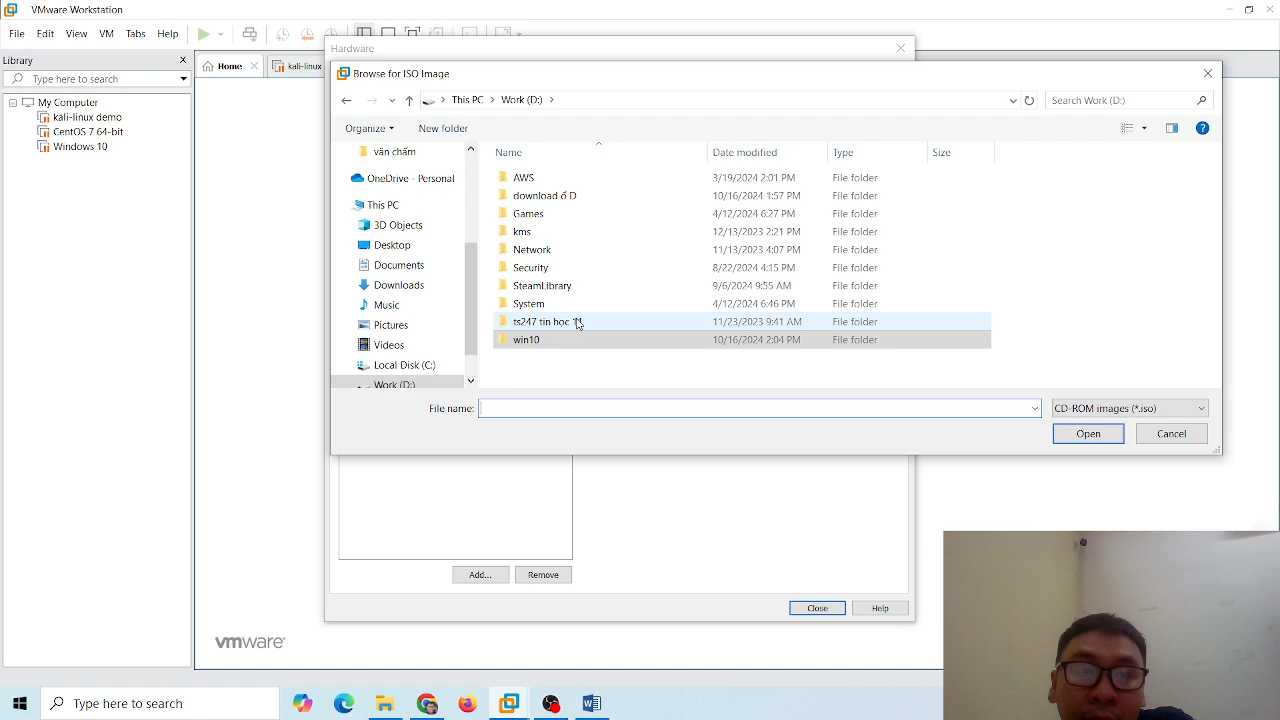 VMware Workstation
File Edit View VM Tabs Help
Library
Type here to search
My Computer
kali-linux demo
CentOS 7 64-bit
Windows 10
Home
kali-linux
Hardware
Browse for ISO Image
This PC Work (D:)
Search Work (D:)
Organize New folder
văn chấm
OneDrive - Personal
This PC
3D Objects
Desktop
Documents
Downloads
Music
Pictures
Videos
Local Disk (C:)
Work (D:)
Name Date modified Type Size
AWS 3/19/2024 2:01 PM File folder
download ổ D 10/16/2024 1:57 PM File folder
Games 4/12/2024 6:27 PM File folder
kms 12/13/2023 2:21 PM File folder
Network 11/13/2023 4:07 PM File folder
Security 8/22/2024 4:15 PM File folder
SteamLibrary 9/6/2024 9:55 AM File folder
System 4/12/2024 6:46 PM File folder
ts247 tin học 11/23/2023 9:41 AM File folder
win10 10/16/2024 2:04 PM File folder
File name:
CD-ROM images (*.iso)
Open Cancel
Add... Remove
Close Help
vmware
Type here to search